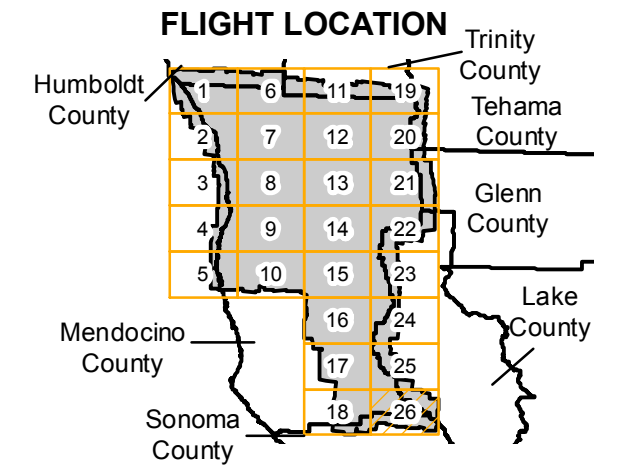 FLIGHT LOCATION
Trinity
County
Humboldt
County
1 6 11 19
Tehama
County
2 7 12 20
3 8 13 21
Glenn
County
4 9 14 22
5 10 15 23
Lake
County
16 24
Mendocino
County
17 25
18 26
Sonoma
County